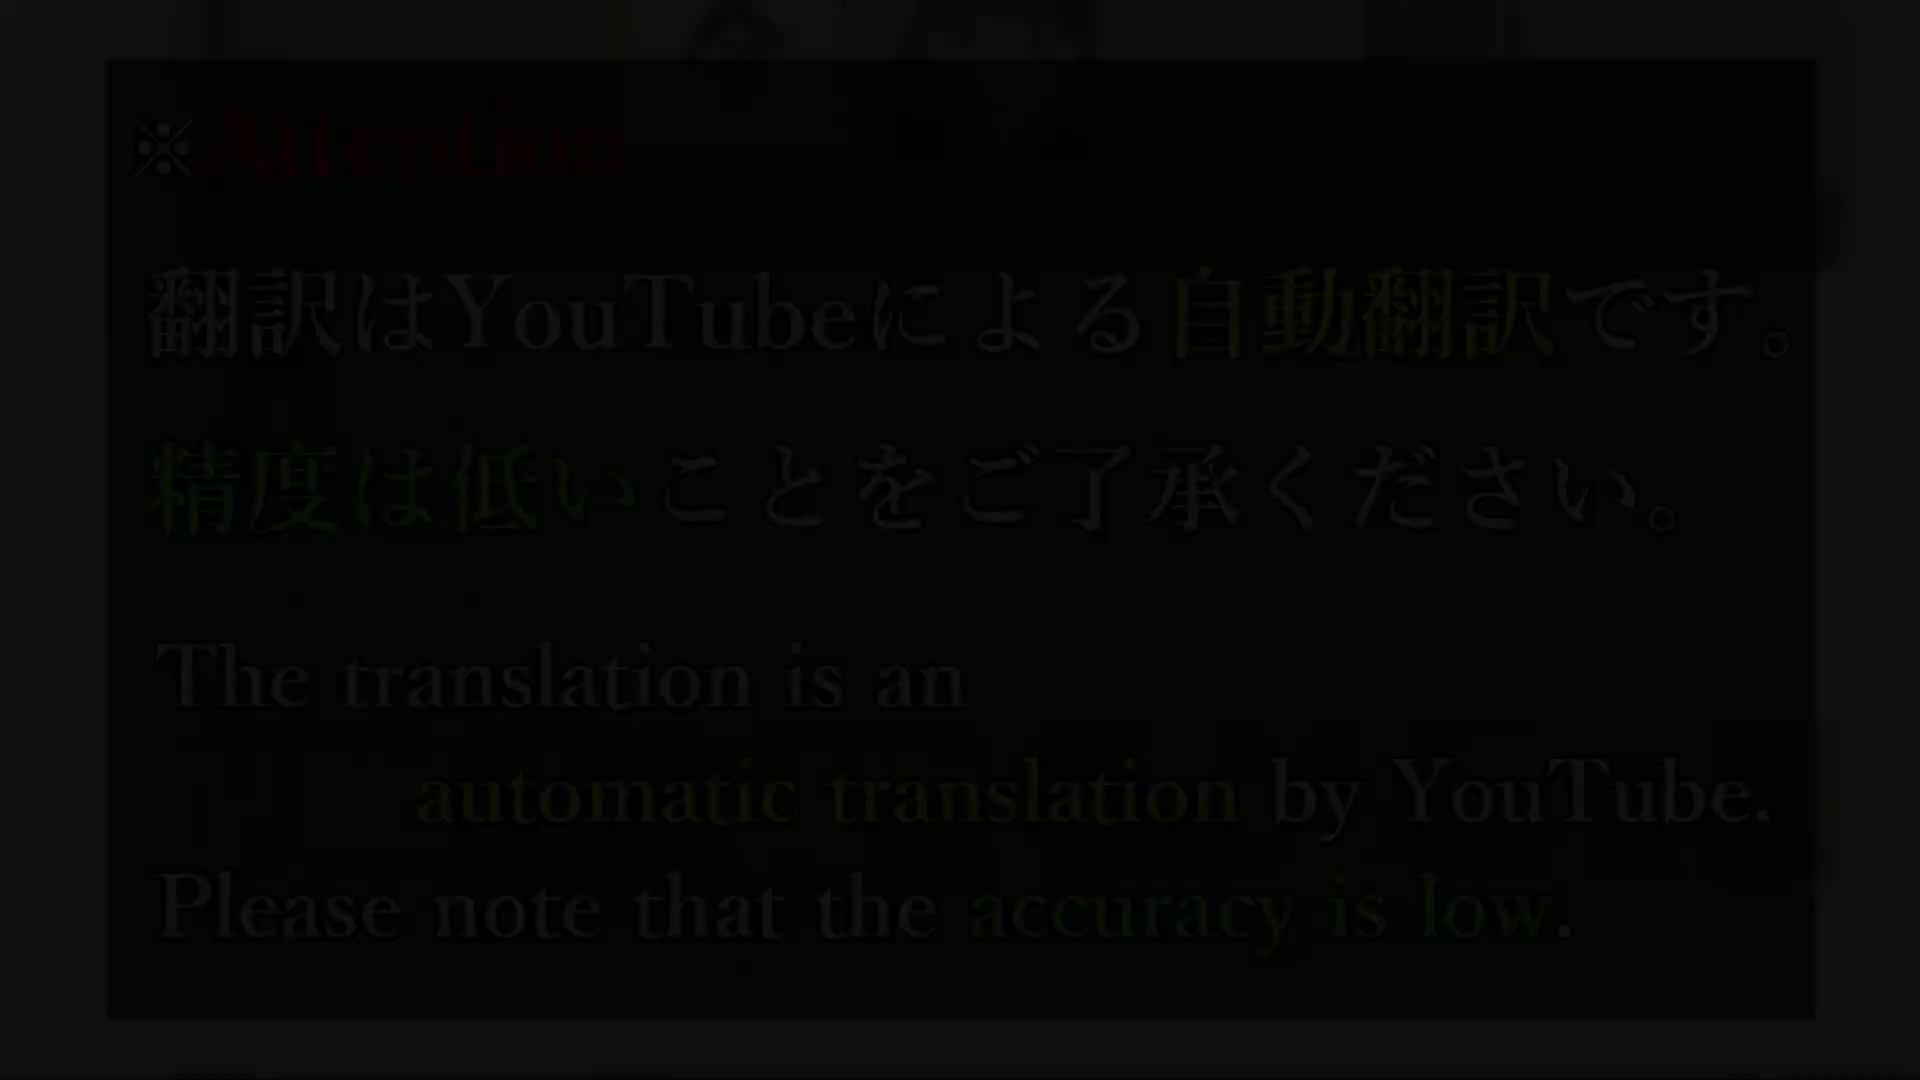 ※Attention
翻訳はYouTubeによる自動翻訳です。
精度は低いことをご了承ください。
The translation is an
automatic translation by YouTube.
Please note that the accuracy is low.